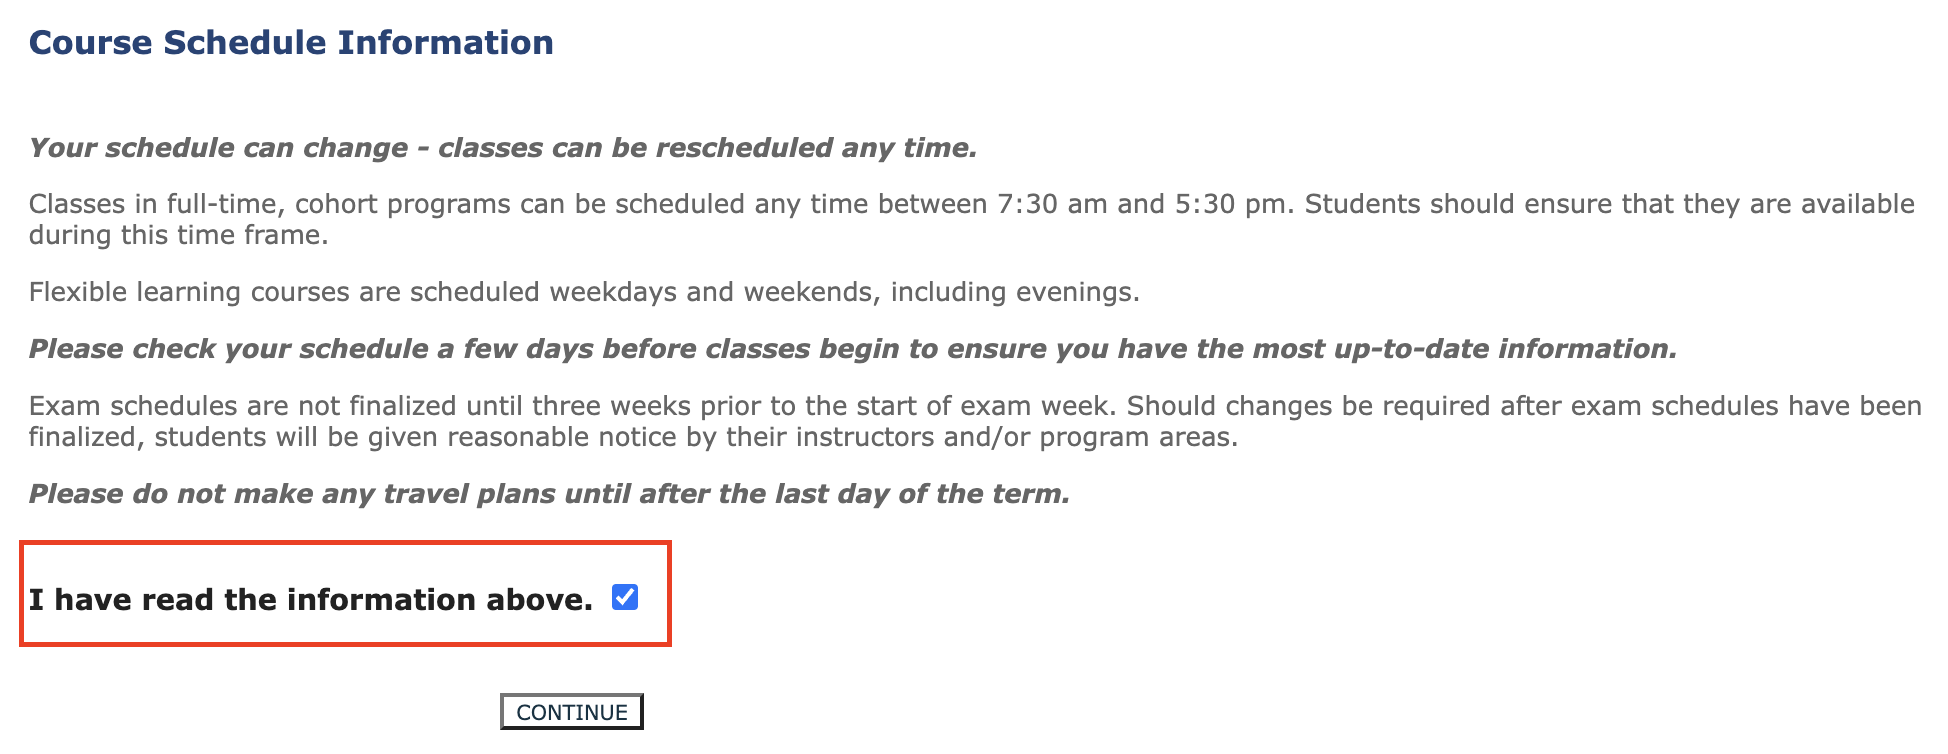 Course Schedule Information
Your schedule can change - classes can be rescheduled any time.
Classes in full-time, cohort programs can be scheduled any time between 7:30 am and 5:30 pm. Students should ensure that they are available
during this time frame.
Flexible learning courses are scheduled weekdays and weekends, including evenings.
Please check your schedule a few days before classes begin to ensure you have the most up-to-date information.
Exam schedules are not finalized until three weeks prior to the start of exam week. Should changes be required after exam schedules have been
finalized, students will be given reasonable notice by their instructors and/or program areas.
Please do not make any travel plans until after the last day of the term.
I have read the information above.
CONTINUE